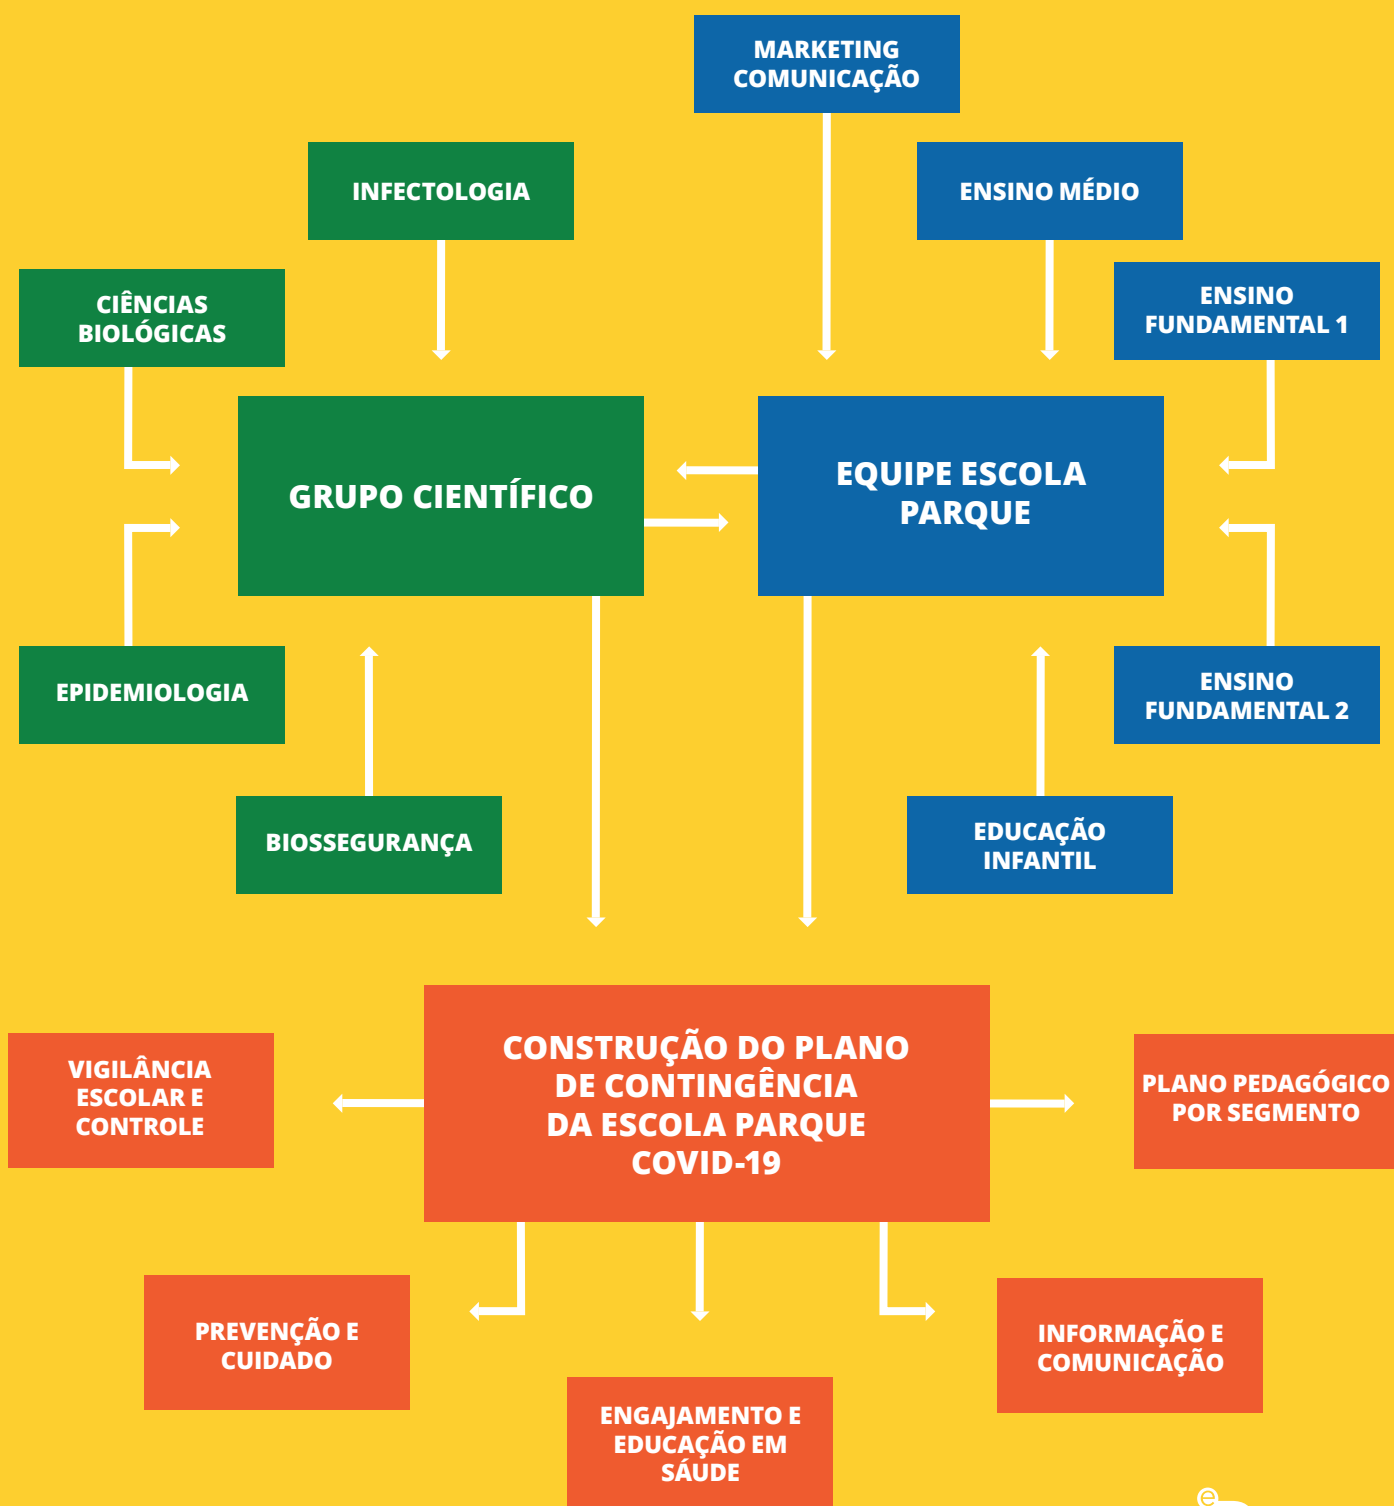 MARKETING
COMUNICAÇÃO
INFECTOLOGIA
ENSINO MÉDIO
CIÊNCIAS
BIOLÓGICAS
ENSINO
FUNDAMENTAL 1
GRUPO CIENTÍFICO
EQUIPE ESCOLA
PARQUE
EPIDEMIOLOGIA
ENSINO
FUNDAMENTAL 2
BIOSSEGURANÇA
EDUCAÇÃO
INFANTIL
CONSTRUÇÃO DO PLANO
DE CONTINGÊNCIA
DA ESCOLA PARQUE
COVID-19
VIGILÂNCIA
ESCOLAR E
CONTROLE
PLANO PEDAGÓGICO
POR SEGMENTO
PREVENÇÃO E
CUIDADO
INFORMAÇÃO E
COMUNICAÇÃO
ENGAJAMENTO E
EDUCAÇÃO EM
SÁUDE
e